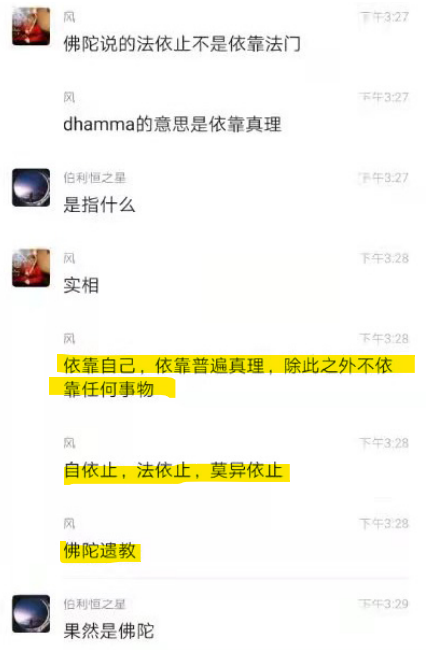 风 下午3:27
佛陀说的法依止不是依靠法门
风 下午3:27
dhamma的意思是依靠真理
伯利恒之星 下午3:27
是指什么
风 下午3:28
实相
风 下午3:28
依靠自己，依靠普遍真理，除此之外不依
靠任何事物
风 下午3:28
自依止，法依止，莫异依止
风 下午3:28
佛陀遗教
伯利恒之星 下午3:29
果然是佛陀